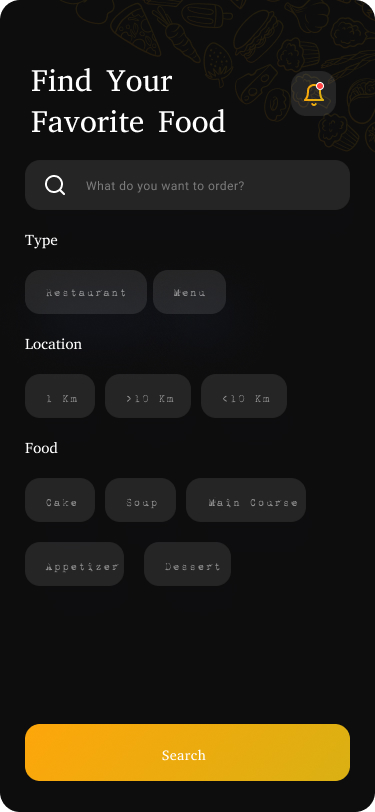 Find Your
Favorite Food
What do you want to order?
Type
Restaurant Menu
Location
1 Km >10 Km <10 Km
Food
Cake Soup Main Course
Appetizer Dessert
Search